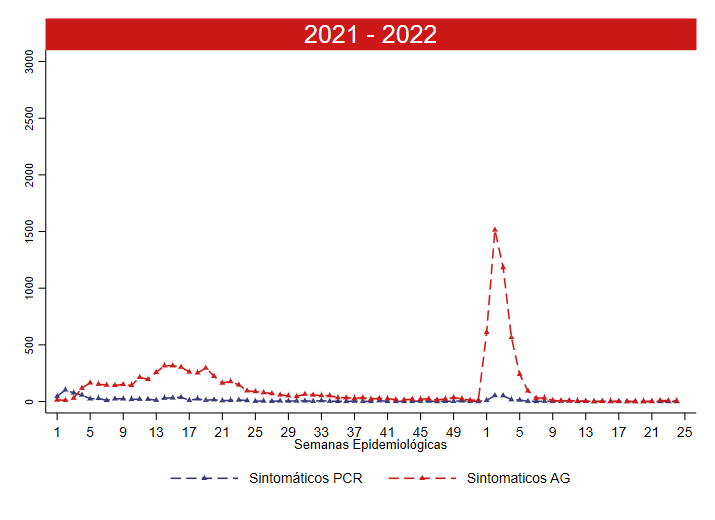 2021 - 2022
3000
2500
2000
1500
1000
500
0
1 5 9 13 17 21 25 29 33 37 41 45 49 1 5 9 13 17 21 25
Semanas Epidemiológicas
Sintomáticos PCR Sintomaticos AG